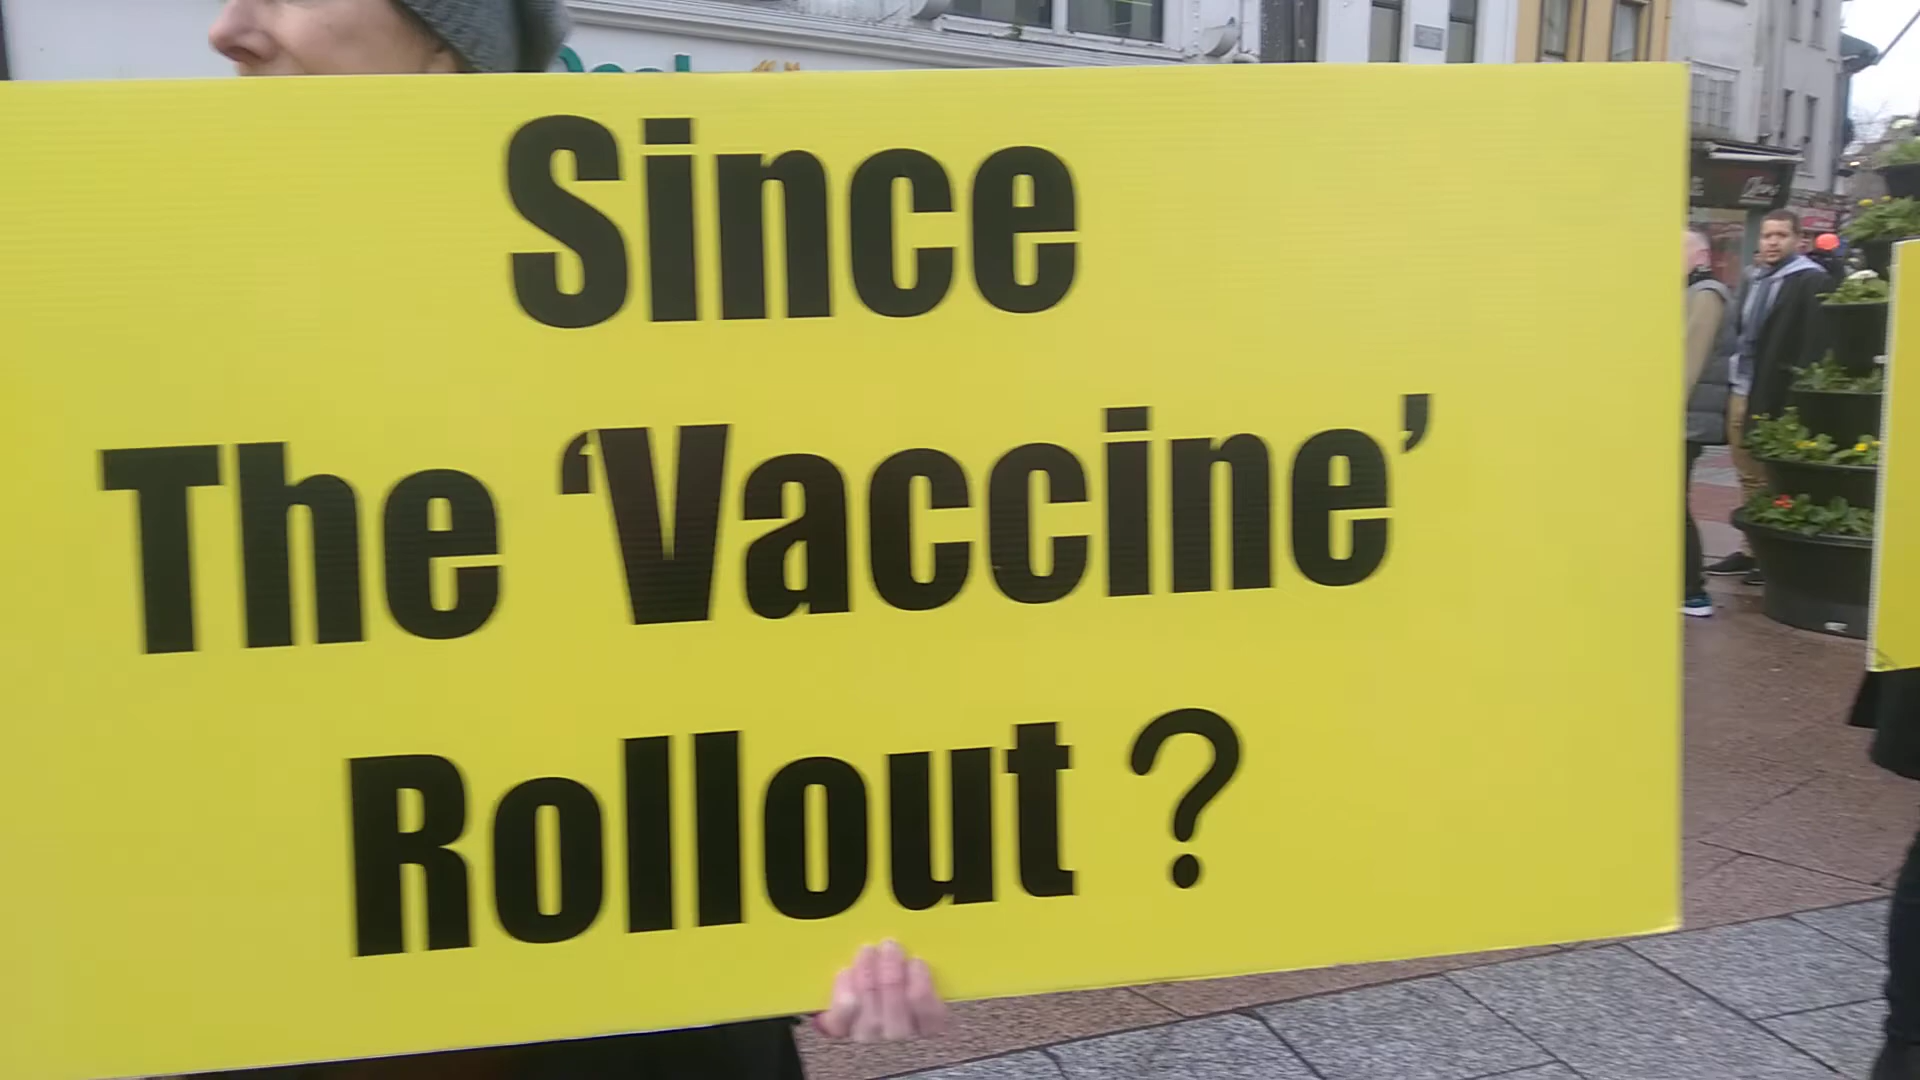 Since
The ‘Vaccine’
Rollout ?